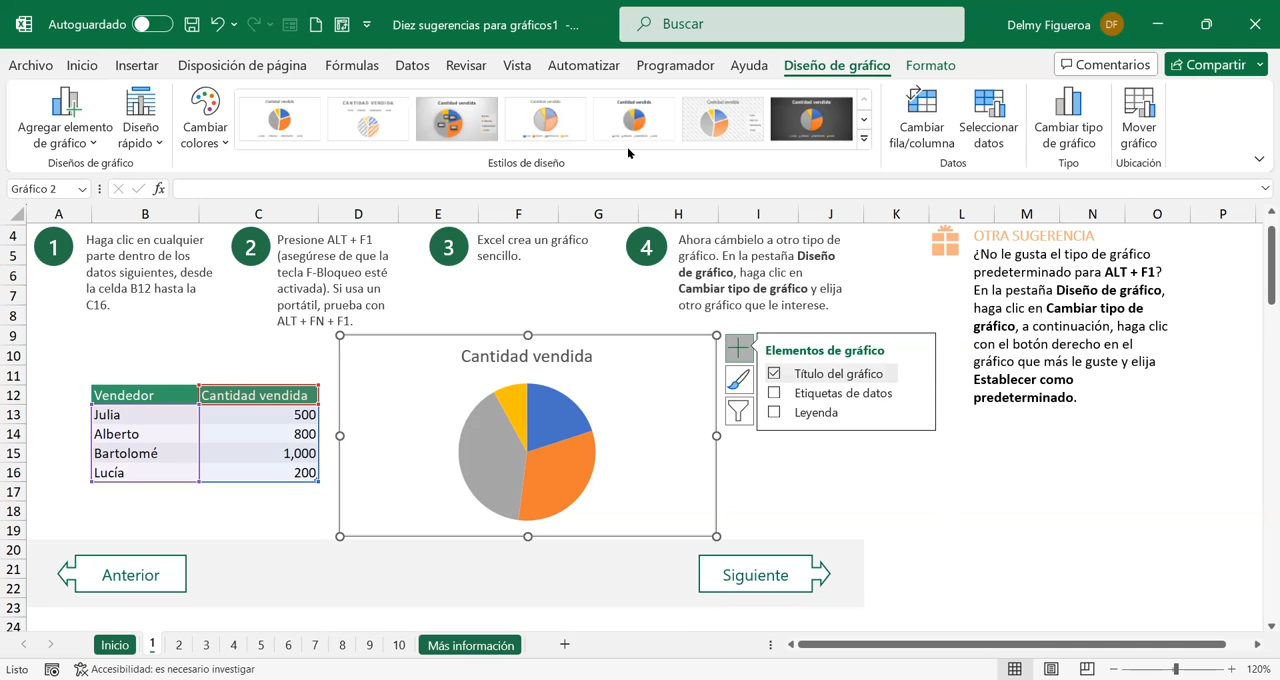 Autoguardado
Diez sugerencias para gráficos1 -...
Buscar
Delmy Figueroa
DF
Archivo Inicio Insertar Disposición de página Fórmulas Datos Revisar Vista Automatizar Programador Ayuda Diseño de gráfico Formato
Comentarios
Compartir
Agregar elemento
de gráfico
Diseño
rápido
Cambiar
colores
Cambiar
fila/columna
Seleccionar
datos
Cambiar tipo
de gráfico
Mover
gráfico
Diseños de gráfico
Estilos de diseño
Datos
Tipo
Ubicación
Gráfico 2
fx
A B C D E F G H I J K L M N O P
4
5
6
7
8
9
10
11
12
13
14
15
16
17
18
19
20
21
22
23
24
1
Haga clic en cualquier
parte dentro de los
datos siguientes, desde
la celda B12 hasta la
C16.
2
Presione ALT + F1
(asegúrese de que la
tecla F-Bloqueo esté
activada). Si usa un
portátil, prueba con
ALT + FN + F1.
3
Excel crea un gráfico
sencillo.
4
Ahora cámbielo a otro tipo de
gráfico. En la pestaña Diseño
de gráfico, haga clic en
Cambiar tipo de gráfico y elija
otro gráfico que le interese.
OTRA SUGERENCIA
¿No le gusta el tipo de gráfico
predeterminado para ALT + F1?
En la pestaña Diseño de gráfico,
haga clic en Cambiar tipo de
gráfico, a continuación, haga clic
con el botón derecho en el
gráfico que más le guste y elija
Establecer como
predeterminado.
Vendedor Cantidad vendida
Julia 500
Alberto 800
Bartolomé 1,000
Lucía 200
Cantidad vendida
Elementos de gráfico
Título del gráfico
Etiquetas de datos
Leyenda
Anterior
Siguiente
Inicio 1 2 3 4 5 6 7 8 9 10 Más información
Listo
Accesibilidad: es necesario investigar
120%